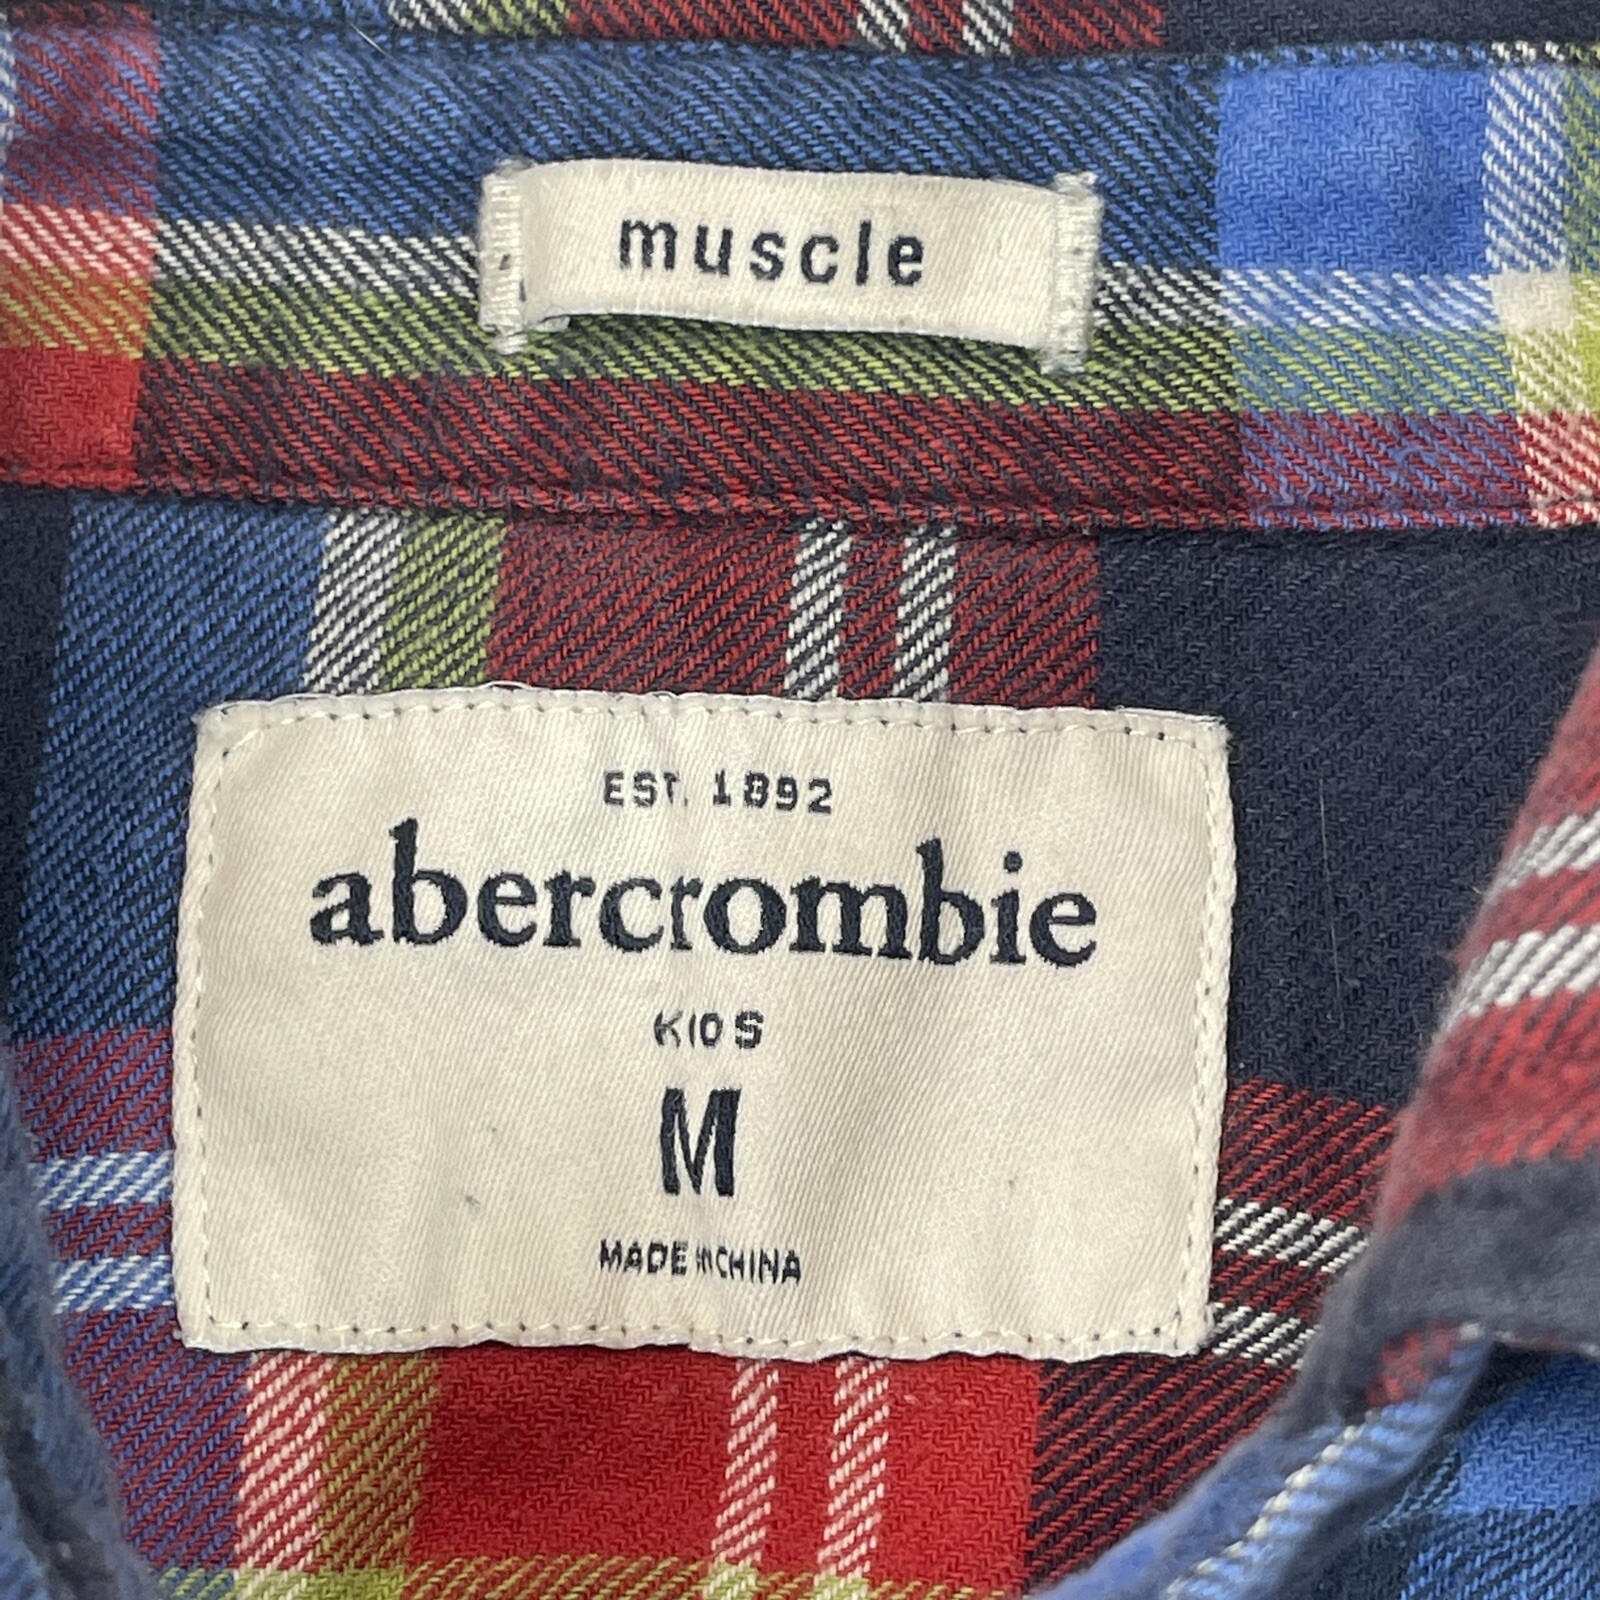 muscle
EST. 1892
abercrombie
KIDS
M
MADE IN CHINA